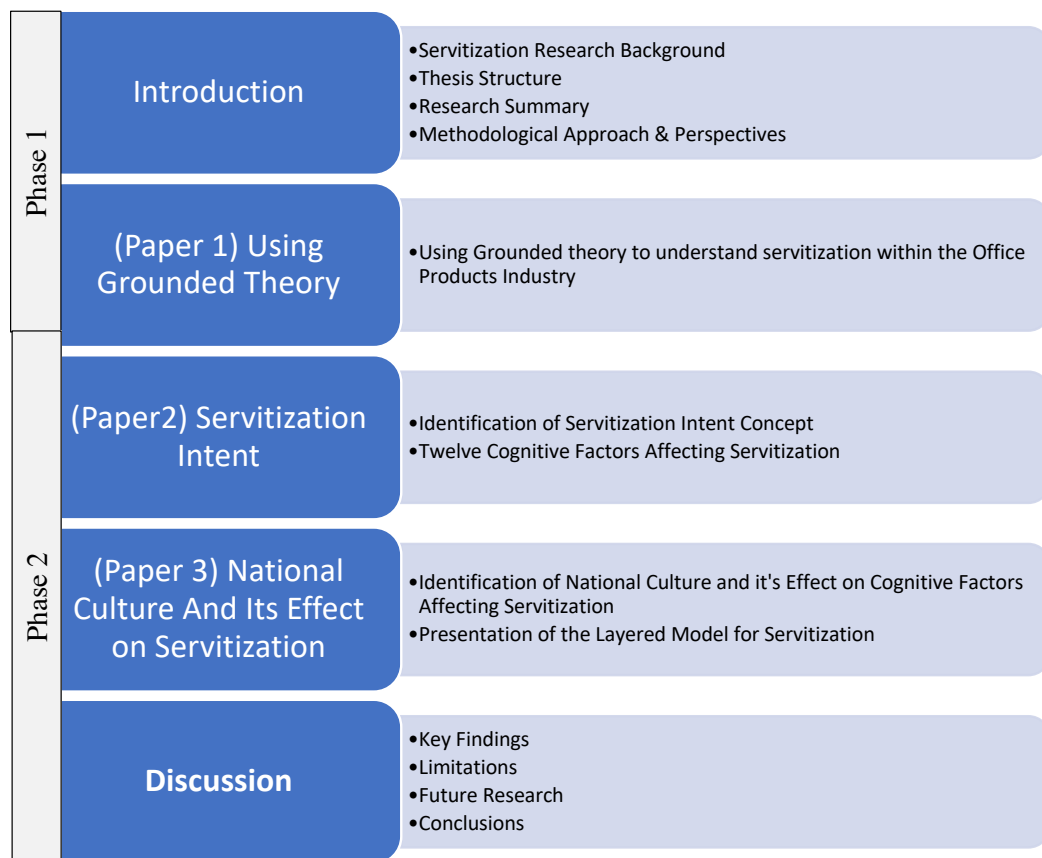 Phase 1
Introduction
•Servitization Research Background
•Thesis Structure
•Research Summary
•Methodological Approach & Perspectives
(Paper 1) Using
Grounded Theory
•Using Grounded theory to understand servitization within the Office
Products Industry
Phase 2
(Paper2) Servitization
Intent
•Identification of Servitization Intent Concept
•Twelve Cognitive Factors Affecting Servitization
(Paper 3) National
Culture And Its Effect
on Servitization
•Identification of National Culture and it's Effect on Cognitive Factors
Affecting Servitization
•Presentation of the Layered Model for Servitization
Discussion
•Key Findings
•Limitations
•Future Research
•Conclusions